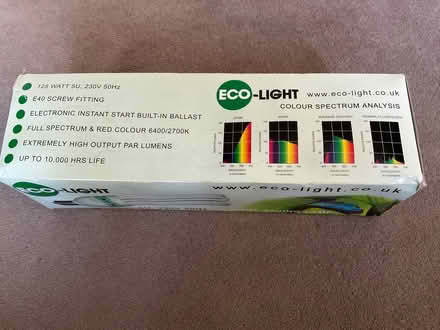 125 WATT 5U, 230V 50Hz
E40 SCREW FITTING
ELECTRONIC INSTANT START BUILT-IN BALLAST
FULL SPECTRUM & RED COLOUR 6400/2700K
EXTREMELY HIGH OUTPUT PAR LUMENS
UP TO 10,000 HRS LIFE
ECO-LIGHT www.eco-light.co.uk
COLOUR SPECTRUM ANALYSIS
ECO-LIGHT
www.eco-light.co.uk